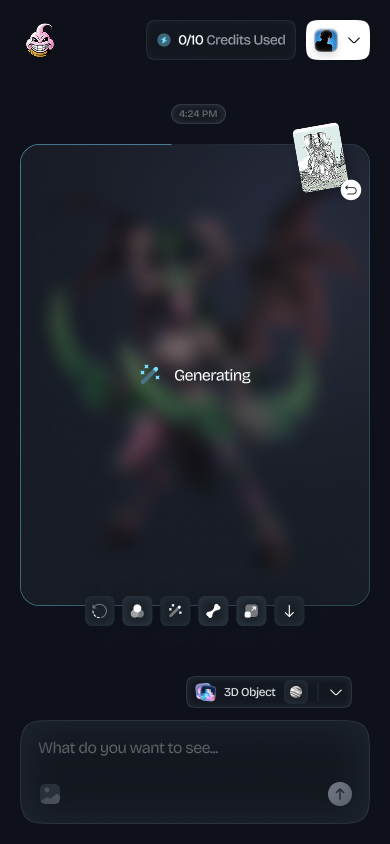 0/10 Credits Used
4:24 PM
Generating
3D Object
What do you want to see...